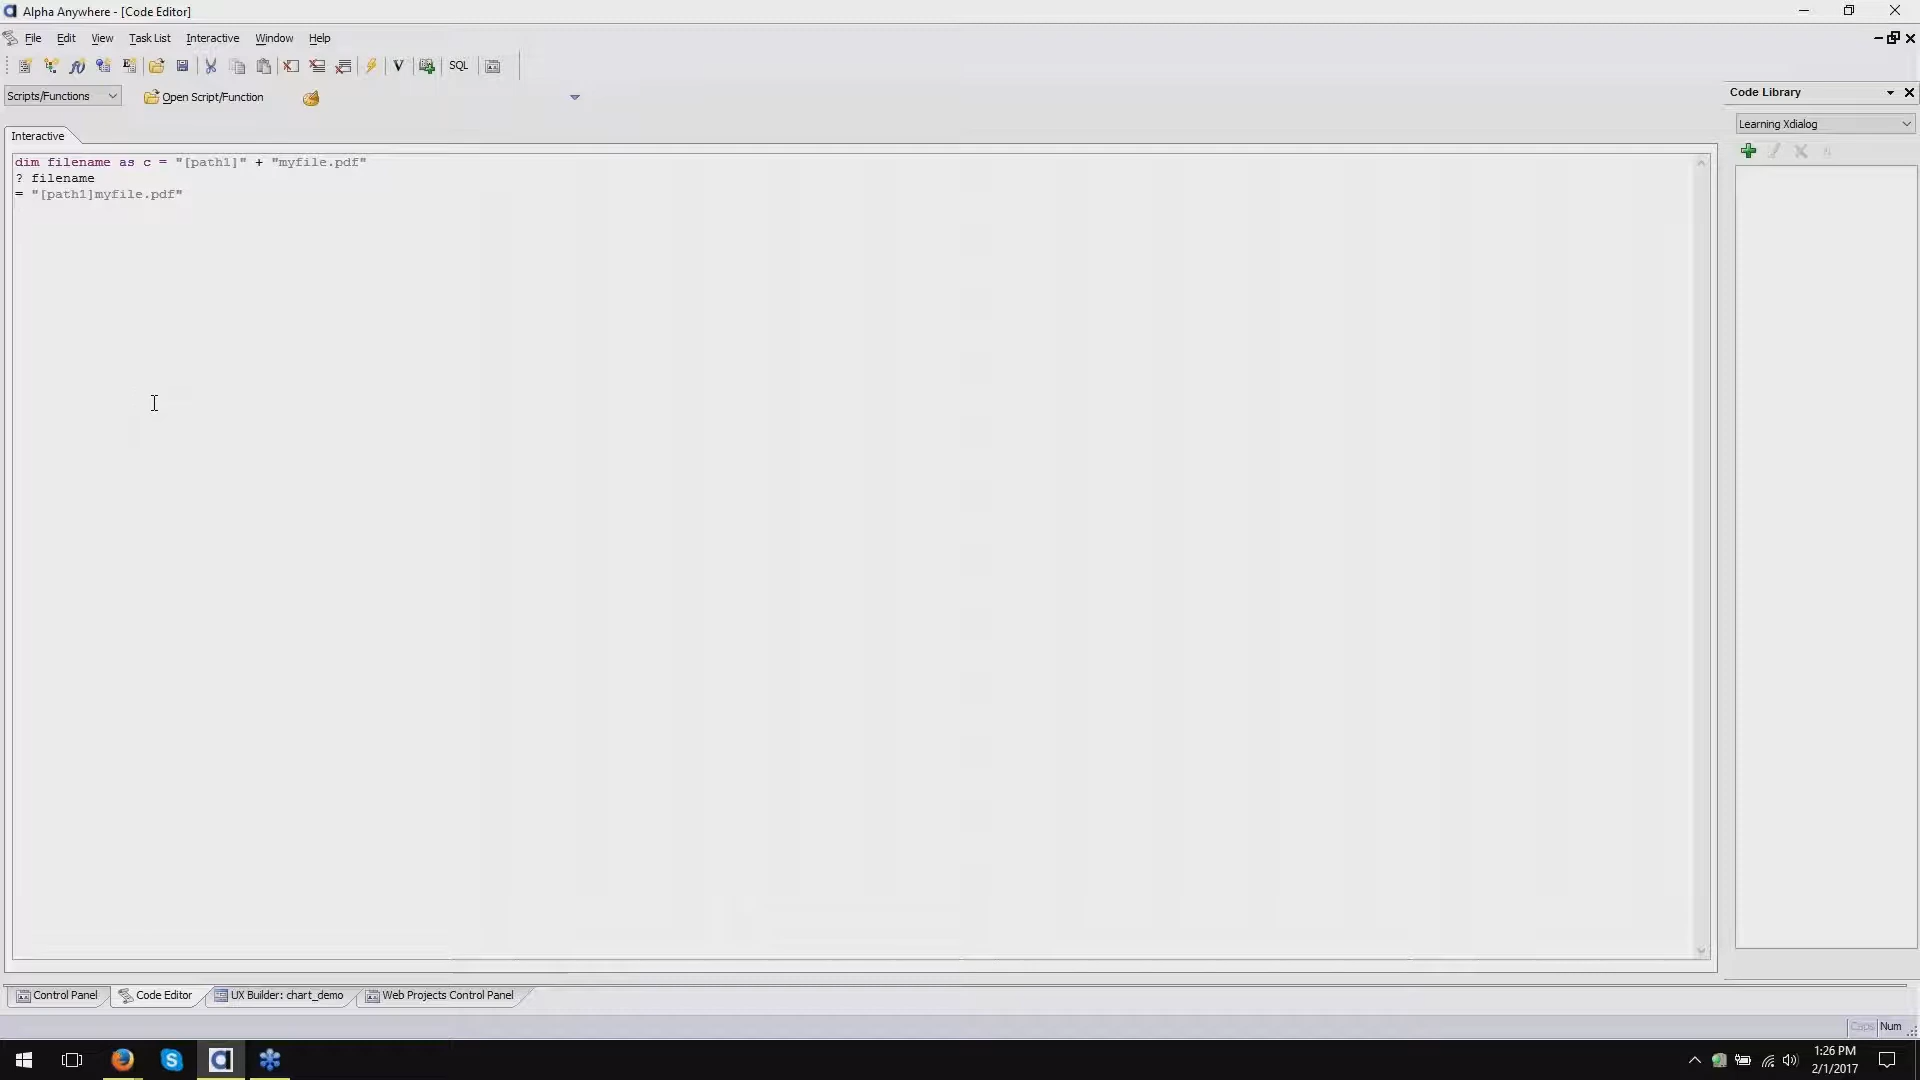 Alpha Anywhere - [Code Editor]
File Edit View Task List Interactive Window Help
V SQL
Scripts/Functions Open Script/Function
Code Library
Learning Xdialog
Interactive
dim filename as c = "[path1]" + "myfile.pdf"
? filename
= "[path1]myfile.pdf"
Control Panel Code Editor UX Builder: chart_demo Web Projects Control Panel
Caps Num
1:26 PM
2/1/2017